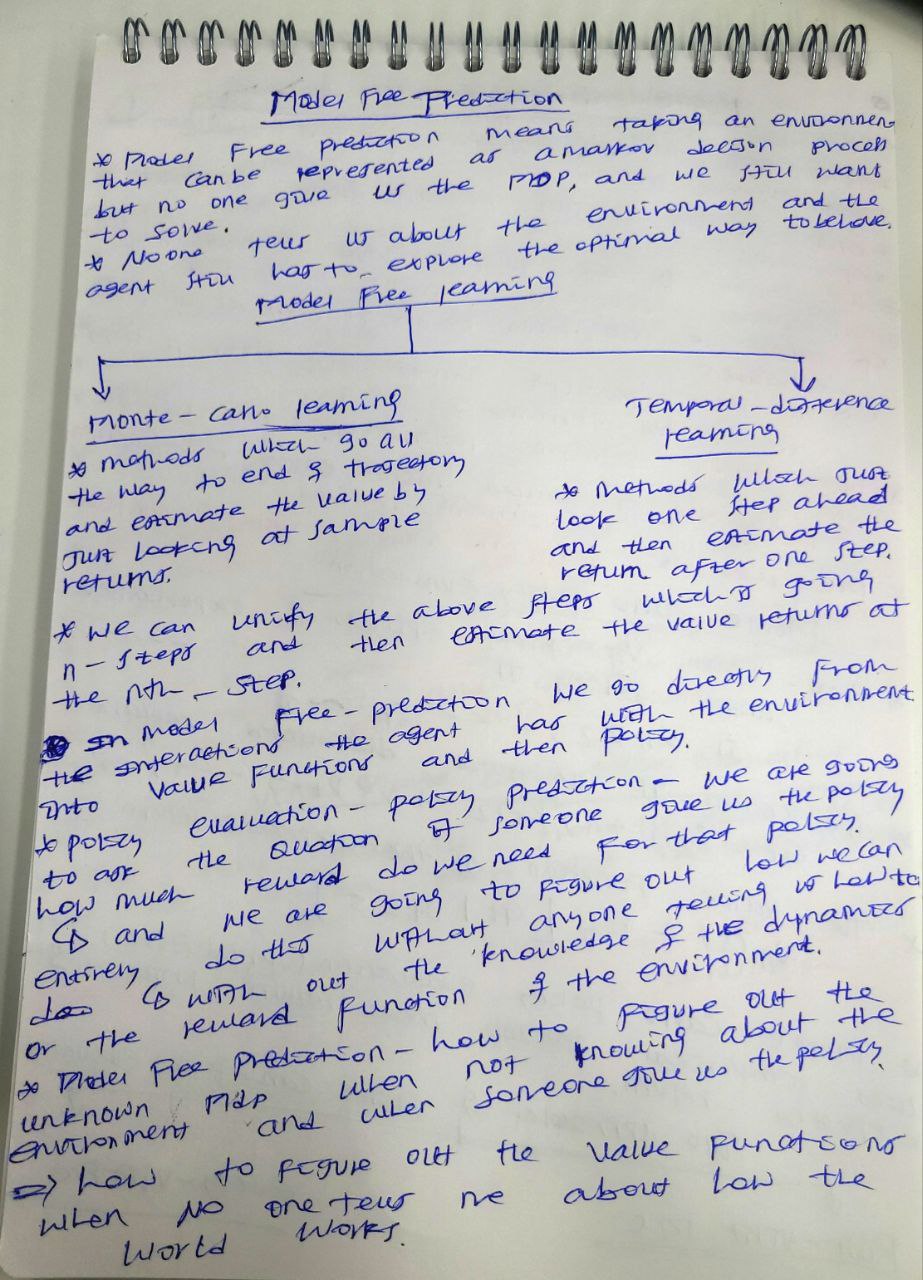 Model Free Prediction
* Model Free prediction means taking an environmen
that can be represented as a markov decision process
but no one give us the MDP, and we still want
to solve.
* No one tells us about the environment and the
agent still has to explore the optimal way to behave.
Model Free learning
Monte - Carlo learning
* methods which go all
the way to end of trajectory
and estimate the value by
Just looking at sample
returns.
Temporal - difference
learning
* Methods which Just
look one step ahead
and then estimate the
return after one step.
* we can unify the above steps which is going
n - steps and then estimate the value returns at
the nth - step.
In model Free - prediction we go directly from
the interactions the agent has with the environment
into value functions and then policy.
* policy evaluation - policy prediction - we are going
to ask the question if someone give us the policy
how much reward do we need for that policy.
↳ and we are going to figure out how we can
entirely do this without anyone telling us how to
do ↳ with out the knowledge of the dynamics
or the reward function of the environment.
* Model Free prediction - how to figure out the
unknown MDP when not knowing about the
environment and when someone give us the policy.
=> how to figure out the value functions
when no one tells me about how the
world works.